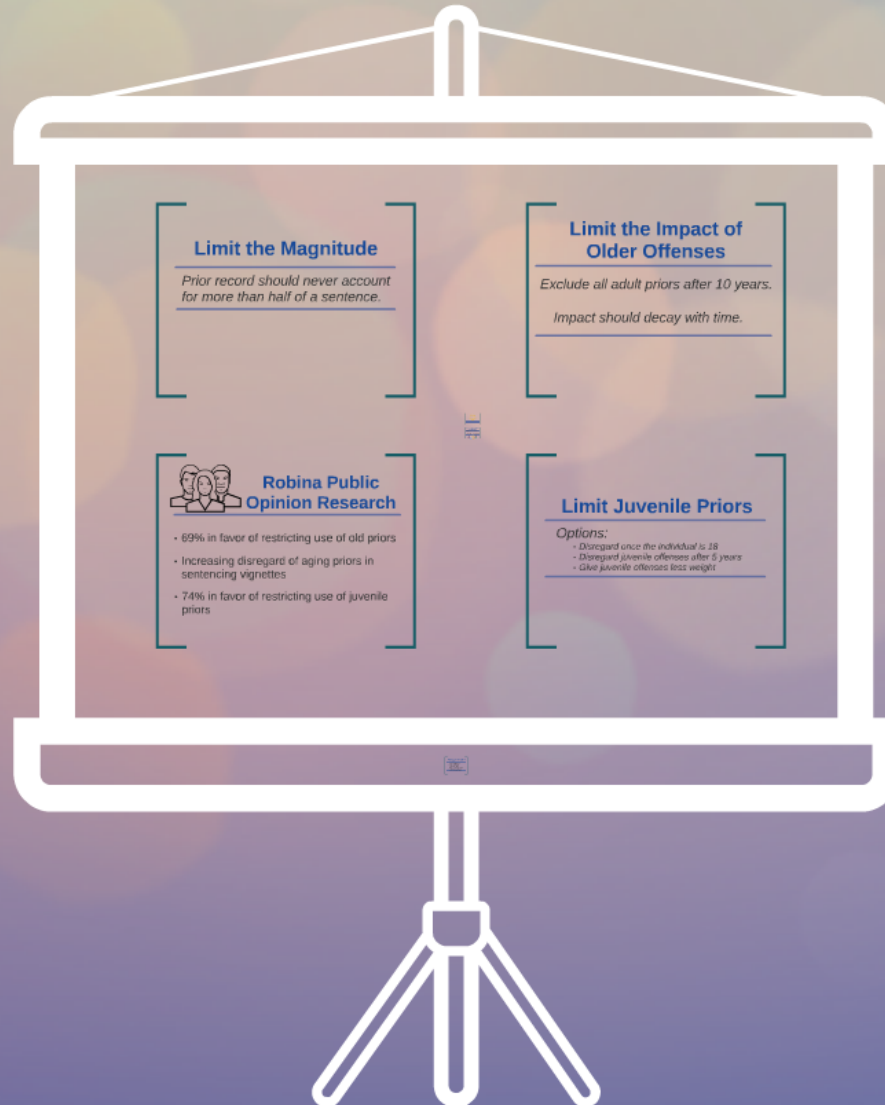 Limit the Magnitude
Prior record should never account
for more than half of a sentence.
Limit the Impact of
Older Offenses
Exclude all adult priors after 10 years.
Impact should decay with time.
Robina Public
Opinion Research
• 69% in favor of restricting use of old priors
• Increasing disregard of aging priors in
sentencing vignettes
• 74% in favor of restricting use of juvenile
priors
Limit Juvenile Priors
Options:
• Disregard once the individual is 18
• Disregard juvenile offenses after 5 years
• Give juvenile offenses less weight